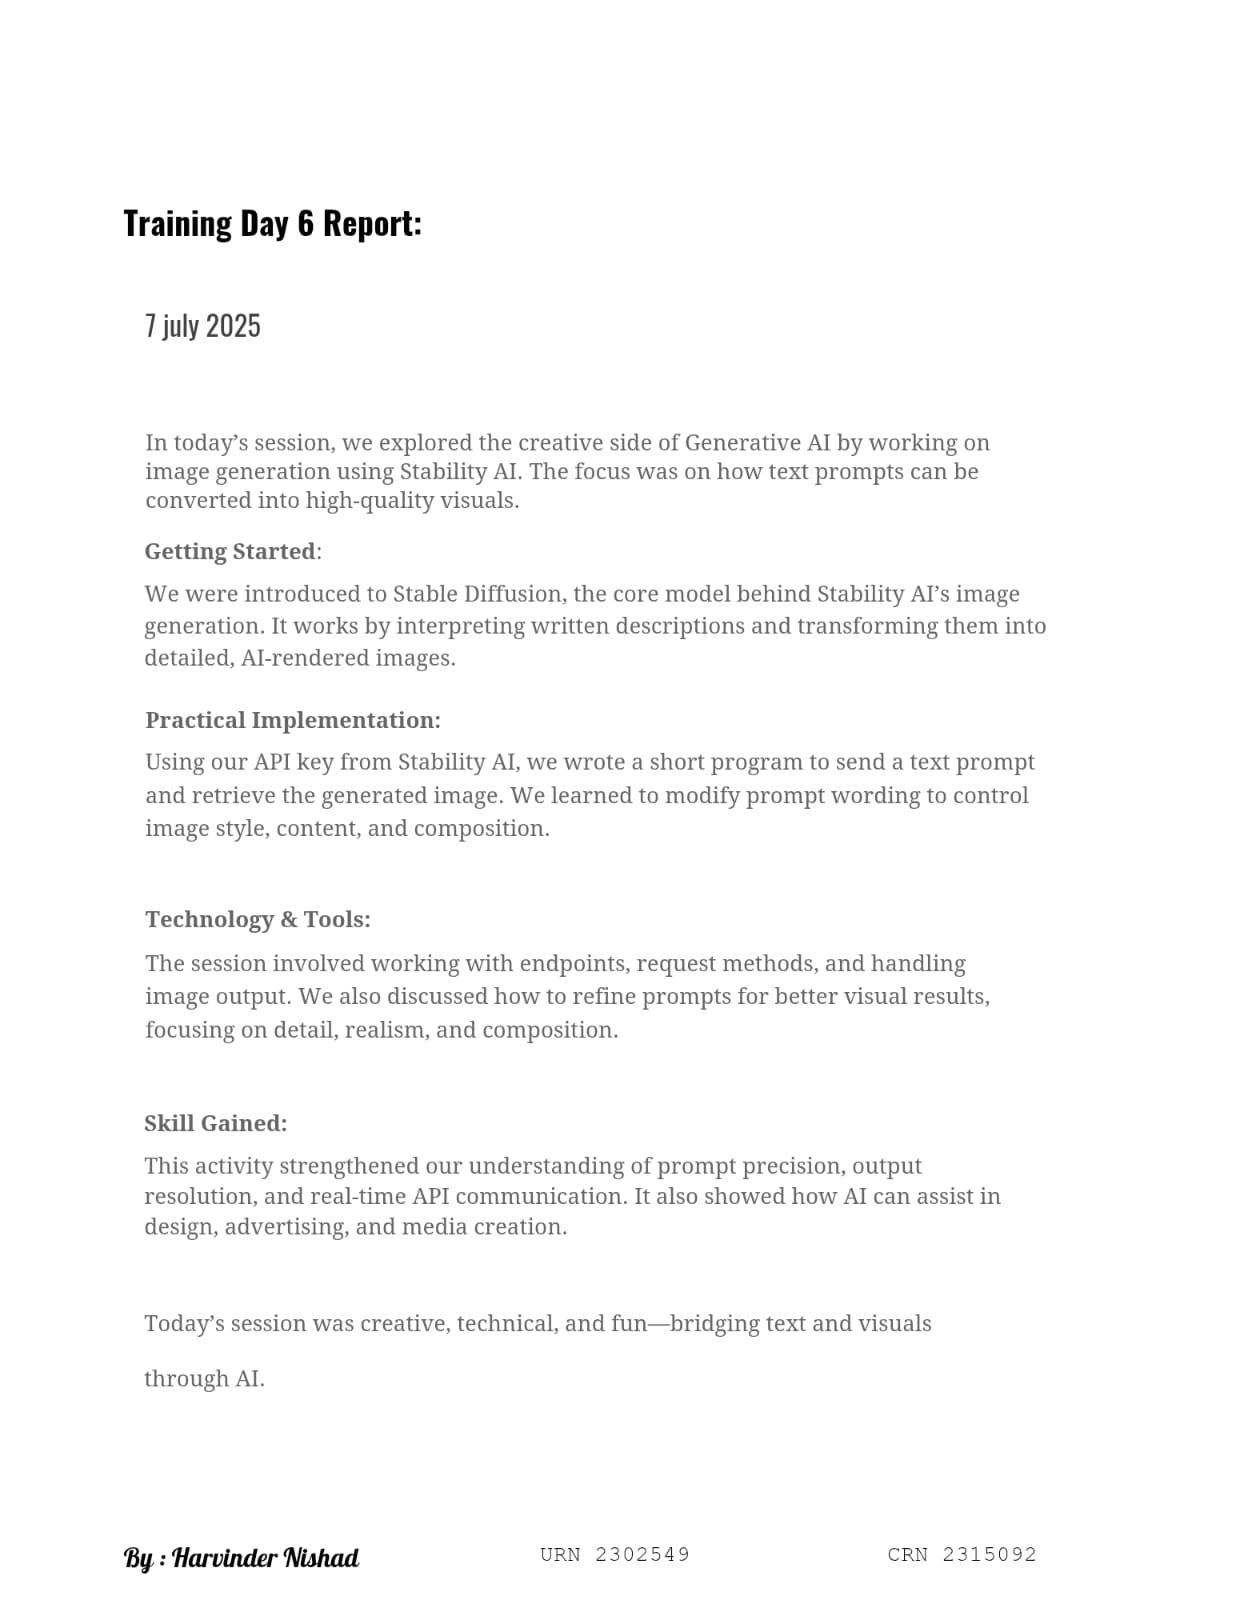 Training Day 6 Report:
7 july 2025
In today’s session, we explored the creative side of Generative AI by working on
image generation using Stability AI. The focus was on how text prompts can be
converted into high-quality visuals.
Getting Started:
We were introduced to Stable Diffusion, the core model behind Stability AI’s image
generation. It works by interpreting written descriptions and transforming them into
detailed, AI-rendered images.
Practical Implementation:
Using our API key from Stability AI, we wrote a short program to send a text prompt
and retrieve the generated image. We learned to modify prompt wording to control
image style, content, and composition.
Technology & Tools:
The session involved working with endpoints, request methods, and handling
image output. We also discussed how to refine prompts for better visual results,
focusing on detail, realism, and composition.
Skill Gained:
This activity strengthened our understanding of prompt precision, output
resolution, and real-time API communication. It also showed how AI can assist in
design, advertising, and media creation.
Today’s session was creative, technical, and fun—bridging text and visuals
through AI.
By : Harvinder Nishad URN 2302549 CRN 2315092